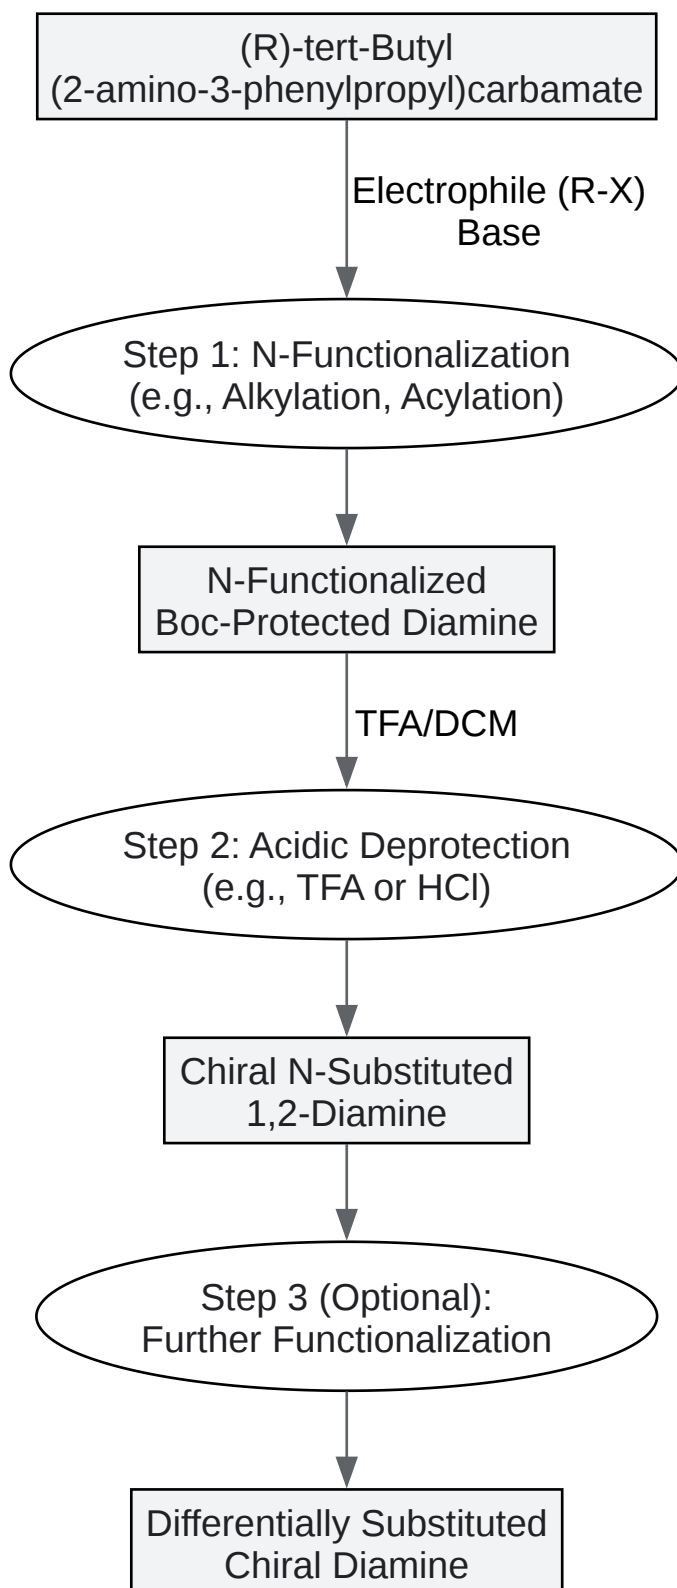 (R)-tert-Butyl
(2-amino-3-phenylpropyl)carbamate
Electrophile (R-X)
Base
Step 1: N-Functionalization
(e.g., Alkylation, Acylation)
N-Functionalized
Boc-Protected Diamine
TFA/DCM
Step 2: Acidic Deprotection
(e.g., TFA or HCl)
Chiral N-Substituted
1,2-Diamine
Step 3 (Optional):
Further Functionalization
Differentially Substituted
Chiral Diamine